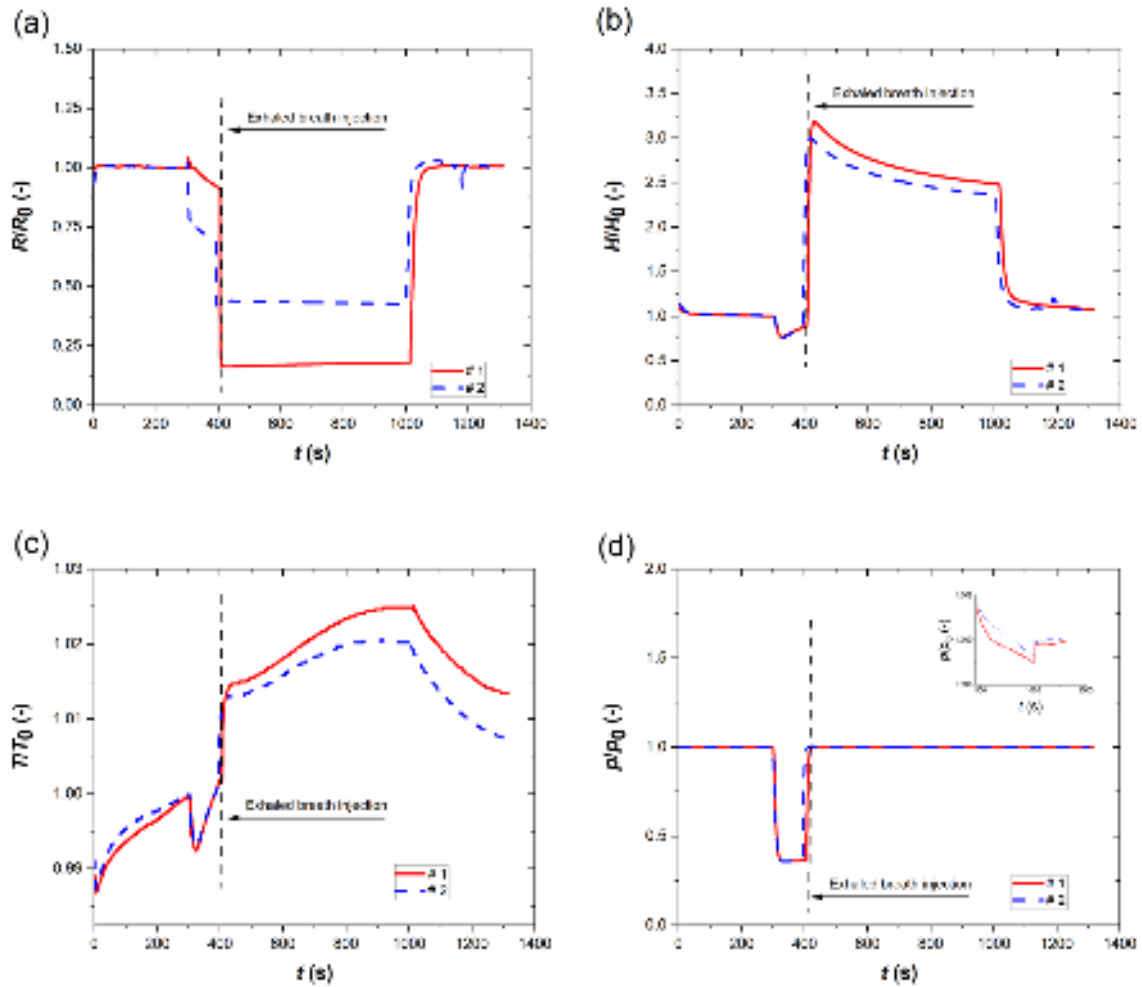 (a)
1.50
1.25
1.00
0.75
0.50
0.25
0.00
R/R0 (-)
Exhaled breath injection
# 1
# 2
0 200 400 600 800 1000 1200 1400
t (s)
(b)
4.0
3.5
3.0
2.5
2.0
1.5
1.0
0.5
0.0
H/H0 (-)
Exhaled breath injection
# 1
# 2
0 200 400 600 800 1000 1200 1400
t (s)
(c)
1.03
1.02
1.01
1.00
0.99
T/T0 (-)
Exhaled breath injection
# 1
# 2
0 200 400 600 800 1000 1200 1400
t (s)
(d)
2.0
1.5
1.0
0.5
0.0
p/p0 (-)
p/p0 (-)
t (s)
Exhaled breath injection
# 1
# 2
0 200 400 600 800 1000 1200 1400
t (s)